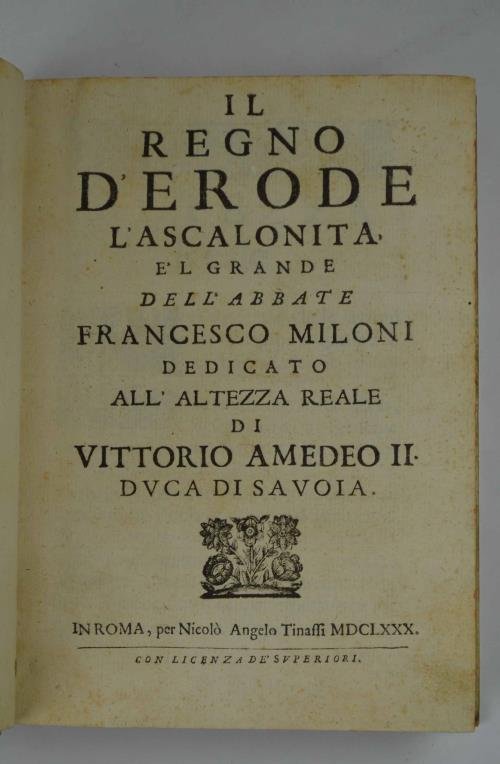 IL
REGNO
D'ERODE
L'ASCALONITA,
E'L GRANDE
DELL'ABBATE
FRANCESCO MILONI
DEDICATO
ALL' ALTEZZA REALE
DI
VITTORIO AMEDEO II.
DVCA DI SAVOIA.
IN ROMA, per Nicolò Angelo Tinaſſi MDCLXXX.
CON LICENZA DE' SVPERIORI.